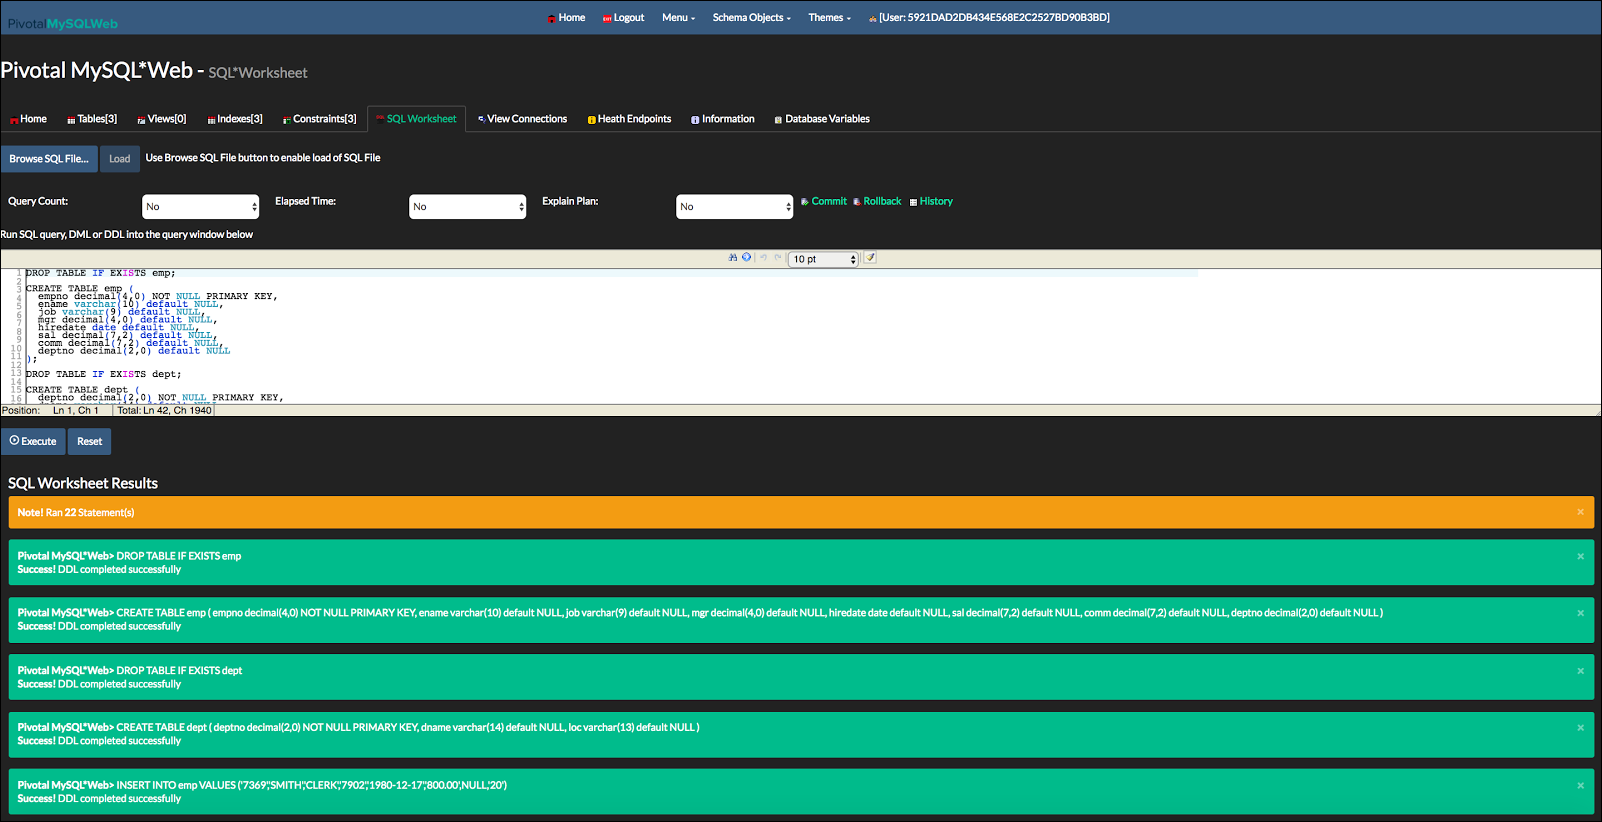 PivotalMySQLWeb
Home Logout Menu Schema Objects Themes [User: 5921DAD2DB434E568E2C2527BD90B3BD]
Pivotal MySQL*Web - SQL*Worksheet
Home Tables[3] Views[0] Indexes[3] Constraints[3] SQL Worksheet View Connections Heath Endpoints Information Database Variables
Browse SQL File... Load Use Browse SQL File button to enable load of SQL File
Query Count: No Elapsed Time: No Explain Plan: No Commit Rollback History
Run SQL query, DML or DDL into the query window below
10 pt
1 DROP TABLE IF EXISTS emp;
2
3 CREATE TABLE emp (
4 empno decimal(4,0) NOT NULL PRIMARY KEY,
5 ename varchar(10) default NULL,
6 job varchar(9) default NULL,
7 mgr decimal(4,0) default NULL,
8 hiredate date default NULL,
9 sal decimal(7,2) default NULL,
10 comm decimal(7,2) default NULL,
11 deptno decimal(2,0) default NULL
12 );
13 DROP TABLE IF EXISTS dept;
14
15 CREATE TABLE dept (
16 deptno decimal(2,0) NOT NULL PRIMARY KEY,
Position: Ln 1, Ch 1 Total: Ln 42, Ch 1940
Execute Reset
SQL Worksheet Results
Note! Ran 22 Statement(s) ×
Pivotal MySQL*Web> DROP TABLE IF EXISTS emp ×
Success! DDL completed successfully
Pivotal MySQL*Web> CREATE TABLE emp ( empno decimal(4,0) NOT NULL PRIMARY KEY, ename varchar(10) default NULL, job varchar(9) default NULL, mgr decimal(4,0) default NULL, hiredate date default NULL, sal decimal(7,2) default NULL, comm decimal(7,2) default NULL, deptno decimal(2,0) default NULL ) ×
Success! DDL completed successfully
Pivotal MySQL*Web> DROP TABLE IF EXISTS dept ×
Success! DDL completed successfully
Pivotal MySQL*Web> CREATE TABLE dept ( deptno decimal(2,0) NOT NULL PRIMARY KEY, dname varchar(14) default NULL, loc varchar(13) default NULL ) ×
Success! DDL completed successfully
Pivotal MySQL*Web> INSERT INTO emp VALUES ('7369','SMITH','CLERK','7902','1980-12-17','800.00',NULL,'20') ×
Success! DDL completed successfully